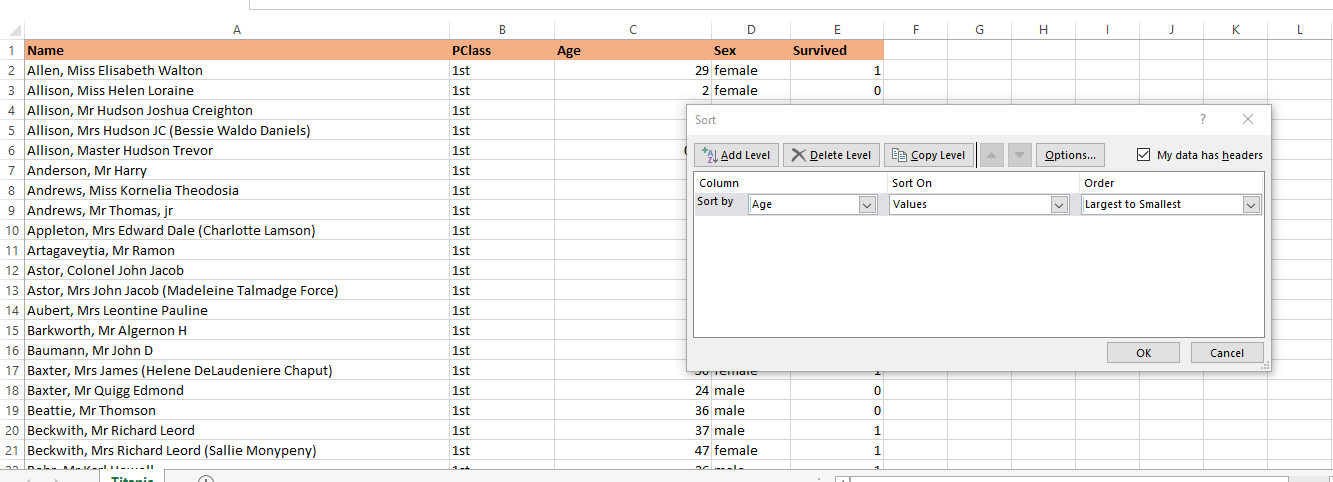 A B C D E F G H I J K L
1 Name PClass Age Sex Survived
2 Allen, Miss Elisabeth Walton 1st 29 female 1
3 Allison, Miss Helen Loraine 1st 2 female 0
4 Allison, Mr Hudson Joshua Creighton 1st
5 Allison, Mrs Hudson JC (Bessie Waldo Daniels) 1st
6 Allison, Master Hudson Trevor 1st
7 Anderson, Mr Harry 1st
8 Andrews, Miss Kornelia Theodosia 1st
9 Andrews, Mr Thomas, jr 1st
10 Appleton, Mrs Edward Dale (Charlotte Lamson) 1st
11 Artagaveytia, Mr Ramon 1st
12 Astor, Colonel John Jacob 1st
13 Astor, Mrs John Jacob (Madeleine Talmadge Force) 1st
14 Aubert, Mrs Leontine Pauline 1st
15 Barkworth, Mr Algernon H 1st
16 Baumann, Mr John D 1st
17 Baxter, Mrs James (Helene DeLaudeniere Chaput) 1st female 1
18 Baxter, Mr Quigg Edmond 1st 24 male 0
19 Beattie, Mr Thomson 1st 36 male 0
20 Beckwith, Mr Richard Leord 1st 37 male 1
21 Beckwith, Mrs Richard Leord (Sallie Monypeny) 1st 47 female 1
Titanic
Sort ?
Add Level Delete Level Copy Level Options... My data has headers
Column Sort On Order
Sort by Age Values Largest to Smallest
OK Cancel